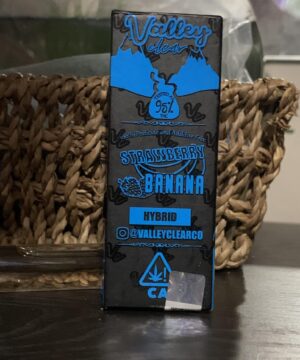 Valley
clear
95%
STRAWBERRY
BANANA
HYBRID
@VALLEYCLEARCO
CA